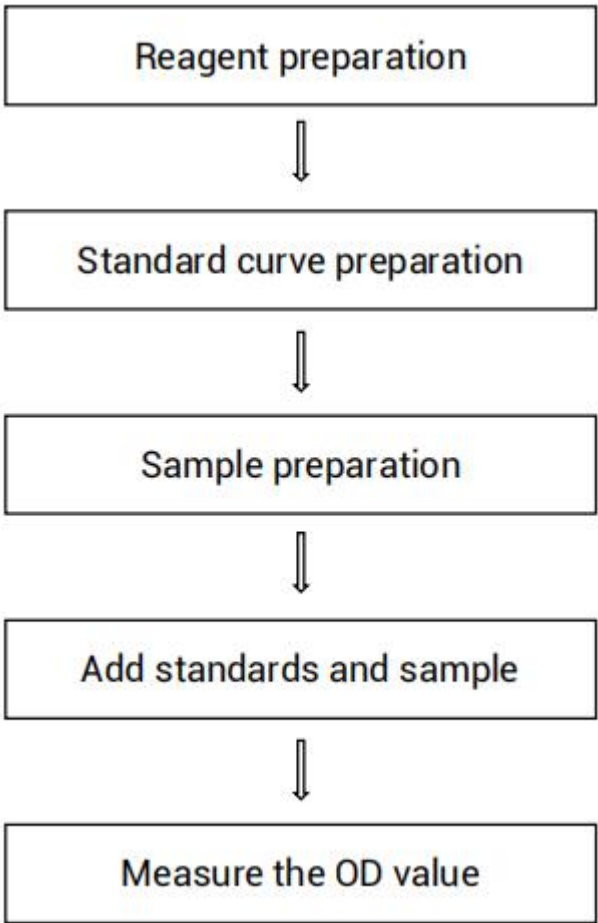 Reagent preparation
Standard curve preparation
Sample preparation
Add standards and sample
Measure the OD value